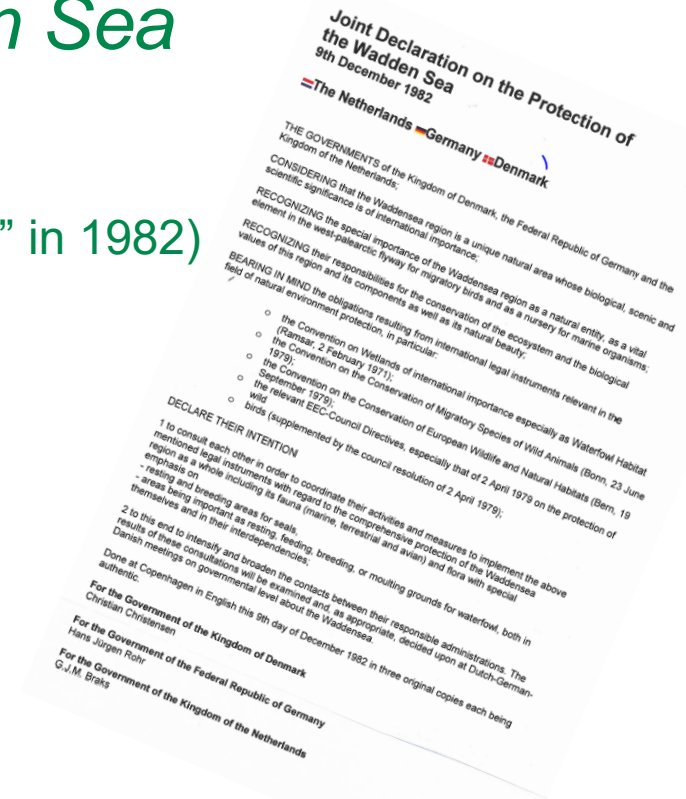 n Sea
” in 1982)
Joint Declaration on the Protection of
the Wadden Sea
9th December 1982
The Netherlands Germany Denmark
THE GOVERNMENTS of the Kingdom of Denmark, the Federal Republic of Germany and the
Kingdom of the Netherlands;
CONSIDERING that the Waddensea region is a unique natural area whose biological, scenic and
scientific significance is of international importance;
RECOGNIZING the special importance of the Waddensea region as a natural entity, as a vital
element in the west-palearctic flyway for migratory birds and as a nursery for marine organisms;
RECOGNIZING their responsibilities for the conservation of the ecosystem and the biological
values of this region and its components as well as its natural beauty;
BEARING IN MIND the obligations resulting from international legal instruments relevant in the
field of natural environment protection, in particular:
o the Convention on Wetlands of international importance especially as Waterfowl Habitat
(Ramsar, 2 February 1971);
o the Convention on the Conservation of Migratory Species of Wild Animals (Bonn, 23 June
1979);
o the Convention on the Conservation of European Wildlife and Natural Habitats (Bern, 19
September 1979);
o the relevant EEC-Council Directives, especially that of 2 April 1979 on the protection of
wild
o birds (supplemented by the council resolution of 2 April 1979);
DECLARE THEIR INTENTION
1 to consult each other in order to coordinate their activities and measures to implement the above
mentioned legal instruments with regard to the comprehensive protection of the Waddensea
region as a whole including its fauna (marine, terrestrial and avian) and flora with special
emphasis on
- resting and breeding areas for seals,
- areas being important as resting, feeding, breeding, or moulting grounds for waterfowl, both in
themselves and in their interdependencies;
2 to this end to intensify and broaden the contacts between their responsible administrations. The
results of these consultations will be examined and, as appropriate, decided upon at Dutch-German-
Danish meetings on governmental level about the Waddensea.
Done at Copenhagen in English this 9th day of December 1982 in three original copies each being
authentic.
For the Government of the Kingdom of Denmark
Christian Christensen
For the Government of the Federal Republic of Germany
Hans Jürgen Rohr
For the Government of the Kingdom of the Netherlands
G.J.M. Braks